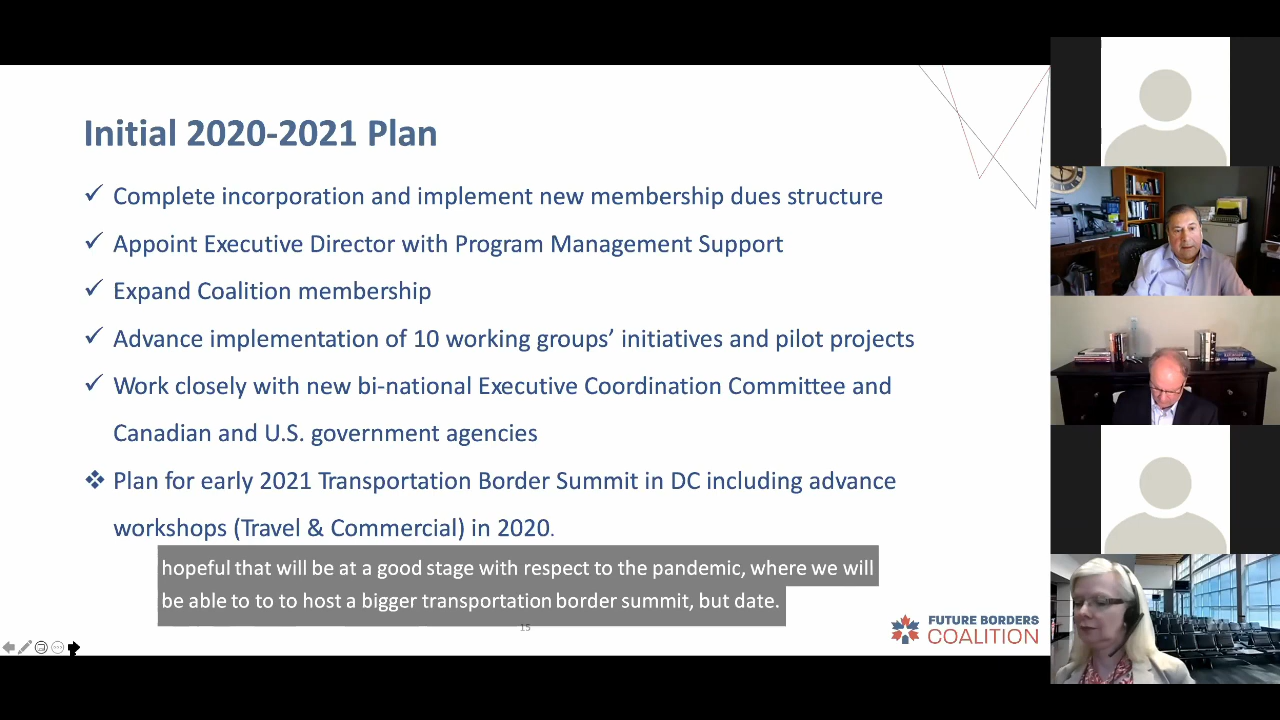 Initial 2020-2021 Plan
✓ Complete incorporation and implement new membership dues structure
✓ Appoint Executive Director with Program Management Support
✓ Expand Coalition membership
✓ Advance implementation of 10 working groups’ initiatives and pilot projects
✓ Work closely with new bi-national Executive Coordination Committee and
Canadian and U.S. government agencies
❖ Plan for early 2021 Transportation Border Summit in DC including advance
workshops (Travel & Commercial) in 2020.
hopeful that will be at a good stage with respect to the pandemic, where we will
be able to to to host a bigger transportation border summit, but date.
15
FUTURE BORDERS
COALITION